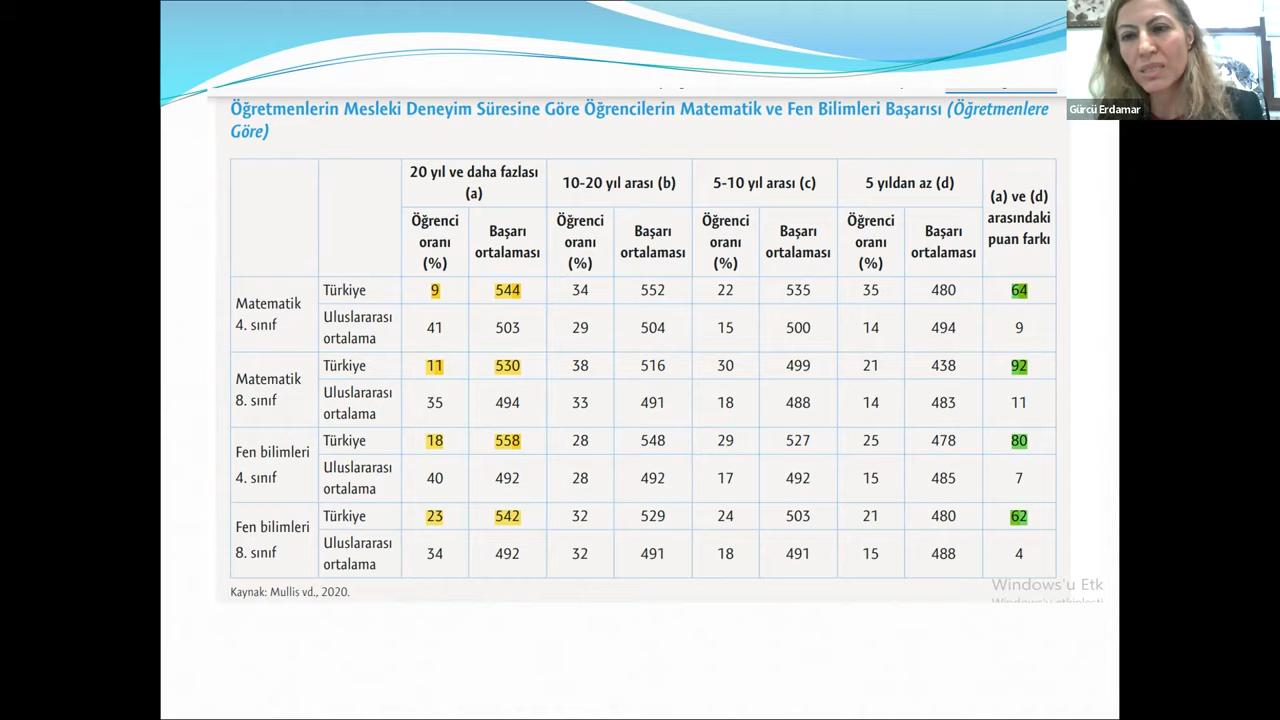 Öğretmenlerin Mesleki Deneyim Süresine Göre Öğrencilerin Matematik ve Fen Bilimleri Başarısı (Öğretmenlere
Göre)
20 yıl ve daha fazlası (a) 10-20 yıl arası (b) 5-10 yıl arası (c) 5 yıldan az (d) (a) ve (d) arasındaki puan farkı
Öğrenci oranı (%) Başarı ortalaması Öğrenci oranı (%) Başarı ortalaması Öğrenci oranı (%) Başarı ortalaması Öğrenci oranı (%) Başarı ortalaması
Matematik 4. sınıf Türkiye 9 544 34 552 22 535 35 480 64
Uluslararası ortalama 41 503 29 504 15 500 14 494 9
Matematik 8. sınıf Türkiye 11 530 38 516 30 499 21 438 92
Uluslararası ortalama 35 494 33 491 18 488 14 483 11
Fen bilimleri 4. sınıf Türkiye 18 558 28 548 29 527 25 478 80
Uluslararası ortalama 40 492 28 492 17 492 15 485 7
Fen bilimleri 8. sınıf Türkiye 23 542 32 529 24 503 21 480 62
Uluslararası ortalama 34 492 32 491 18 491 15 488 4
Kaynak: Mullis vd., 2020.
Windows'u Etk
Gürcü Erdamar